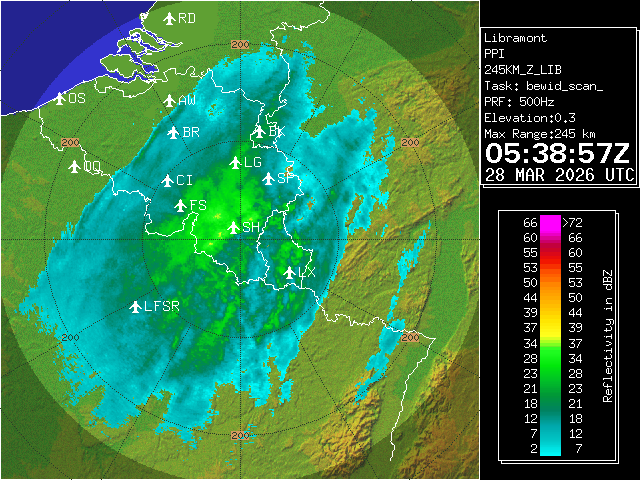 RD
200
OS
AW
BR
BK
200
200
QQ
LG
CI
SP
FS
SH
LX
LFSR
200
200
200
Libramont
PPI
245KM_Z_LIB
Task: bewid_scan_
PRF: 500Hz
Elevation:0.3
Max Range:245 km
05:38:57Z
28 MAR 2026 UTC
66 >72
60 66
55 60
53 55
50 53
44 50
39 44
37 39
34 37
28 34
23 28
21 23
18 21
12 18
7 12
2 7
Reflectivity in dBZ